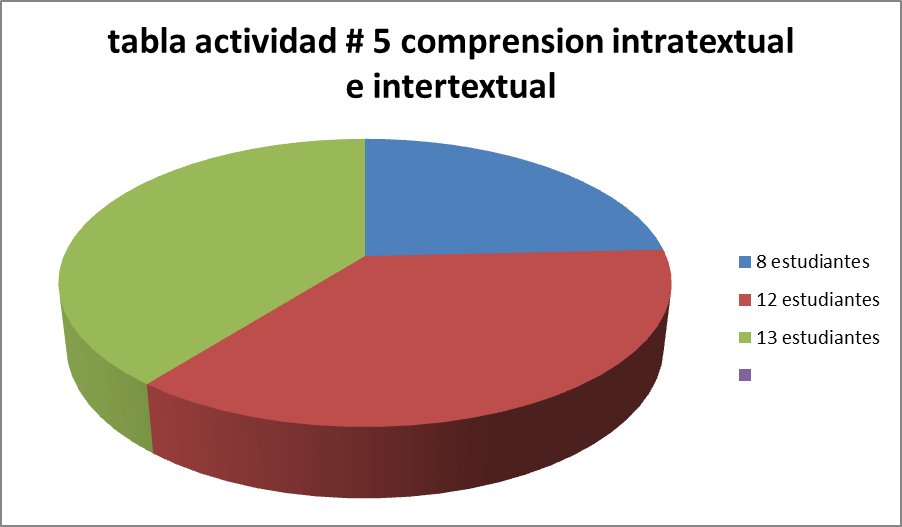 tabla actividad # 5 comprension intratextual
e intertextual
8 estudiantes
12 estudiantes
13 estudiantes